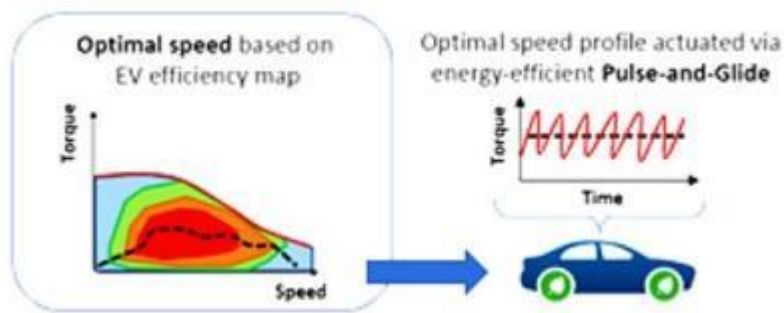 Optimal speed based on
EV efficiency map
Torque
Speed
Optimal speed profile actuated via
energy-efficient Pulse-and-Glide
Torque
Time